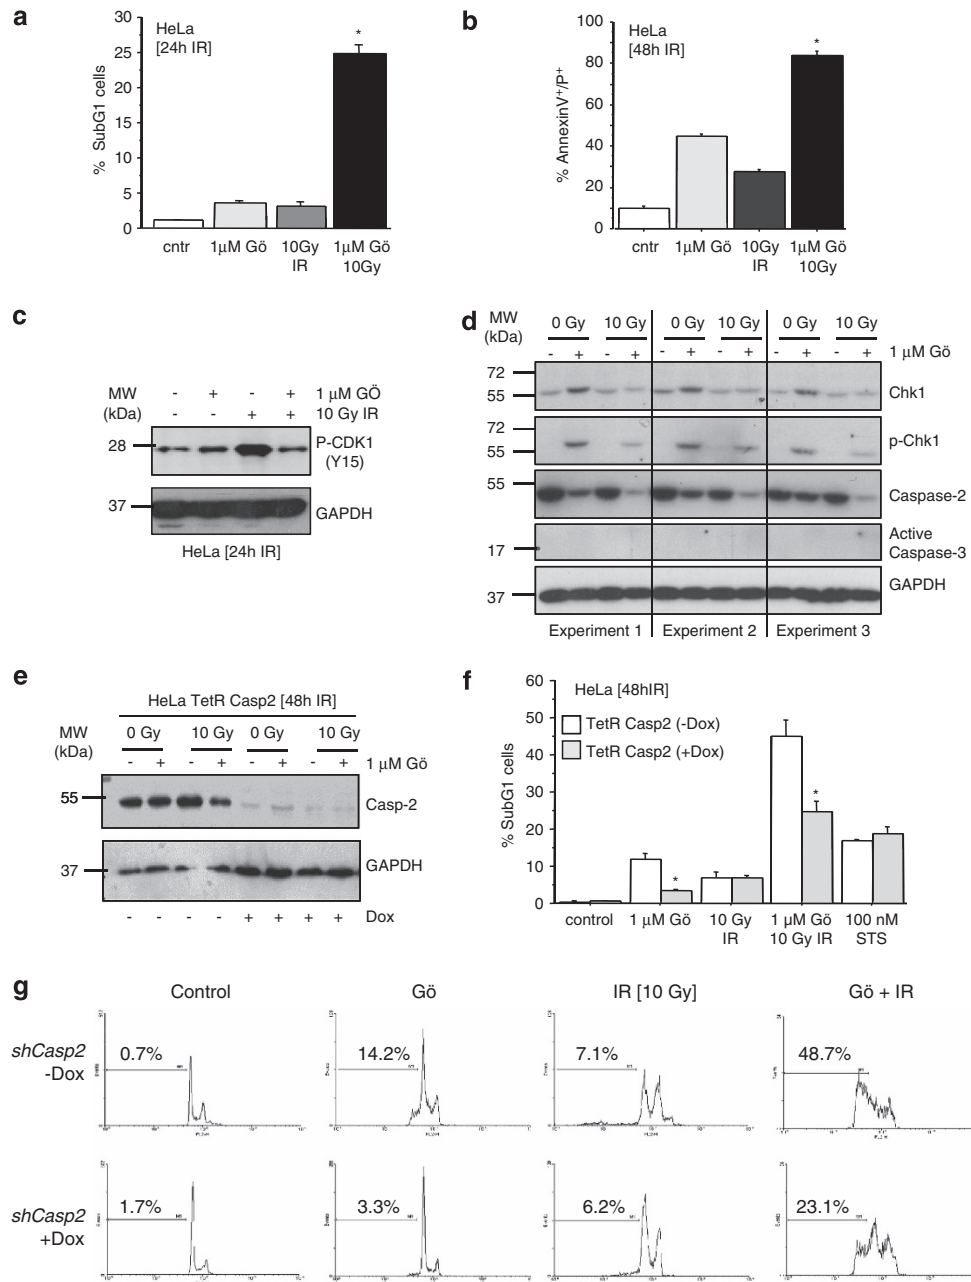 a
HeLa
[24h IR]
% SubG1 cells
30
25
20
15
10
5
0
*
cntr
1μM Gö
10Gy
IR
1μM Gö
10Gy
b
HeLa
[48h IR]
% AnnexinV+/P+
100
80
60
40
20
0
*
cntr
1μM Gö
10Gy
IR
1μM Gö
10Gy
c
MW
(kDa)
- + - + 1 μM GÖ
- - + + 10 Gy IR
28
P-CDK1
(Y15)
37
GAPDH
HeLa [24h IR]
d
MW
(kDa)
0 Gy 10 Gy 0 Gy 10 Gy 0 Gy 10 Gy
- + - + - + - + - + - + 1 μM Gö
72
55
Chk1
72
55
p-Chk1
55
Caspase-2
17
Active
Caspase-3
37
GAPDH
Experiment 1 Experiment 2 Experiment 3
e
HeLa TetR Casp2 [48h IR]
MW
(kDa)
0 Gy 10 Gy 0 Gy 10 Gy
- + - + - + - + 1 μM Gö
55
Casp-2
37
GAPDH
- - - - + + + + Dox
f
HeLa [48hIR]
TetR Casp2 (-Dox)
TetR Casp2 (+Dox)
% SubG1 cells
60
50
40
30
20
10
0
*
*
control
1 μM Gö
10 Gy
IR
1 μM Gö
10 Gy IR
100 nM
STS
g
Control Gö IR [10 Gy] Gö + IR
shCasp2
-Dox
0.7% 14.2% 7.1% 48.7%
shCasp2
+Dox
1.7% 3.3% 6.2% 23.1%